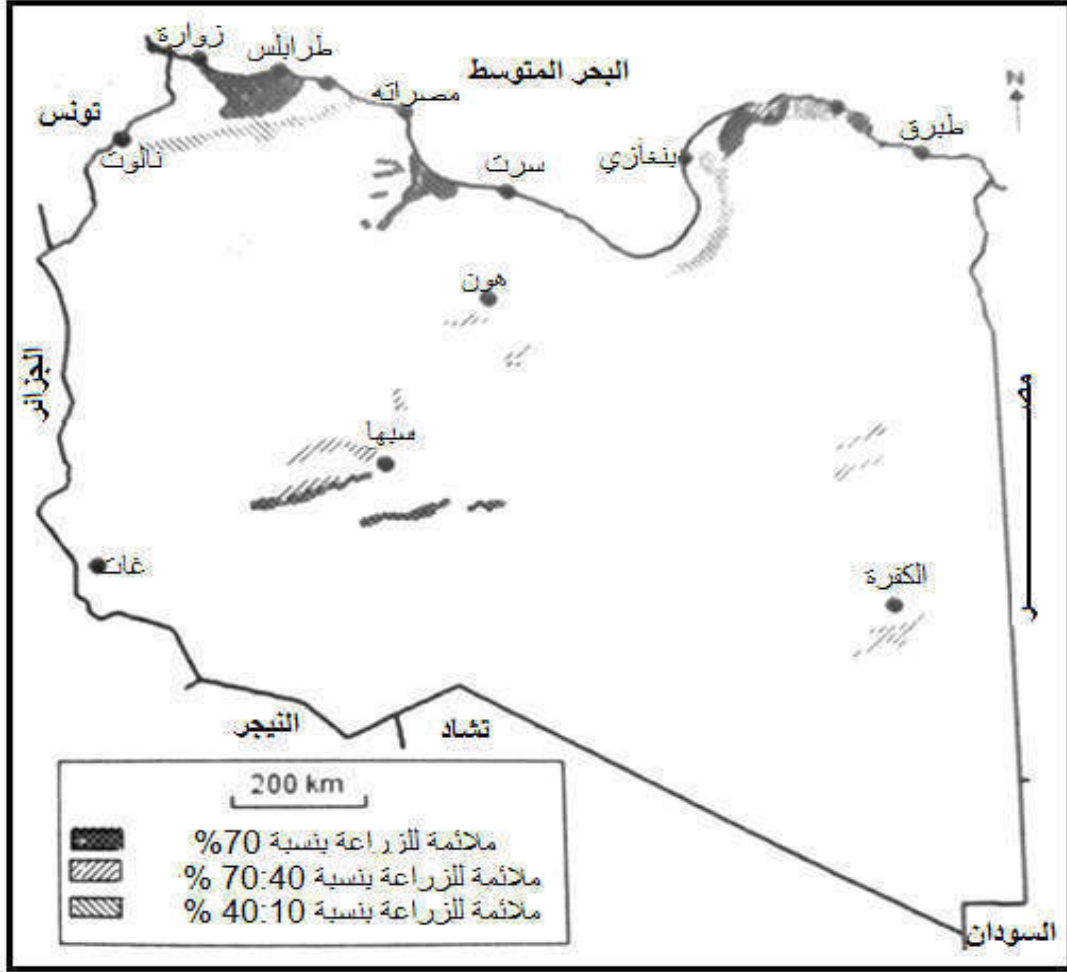 زوارة
طرابلس
البحر المتوسط
N
مصراته
تونس
نالوت
سرت
بنغازي
طبرق
هون
الجزائر
مصر
سبها
غات
الكفرة
النيجر
تشاد
السودان
200 km
ملائمة للزراعة بنسبة 70%
ملائمة للزراعة بنسبة 70:40 %
ملائمة للزراعة بنسبة 40:10 %